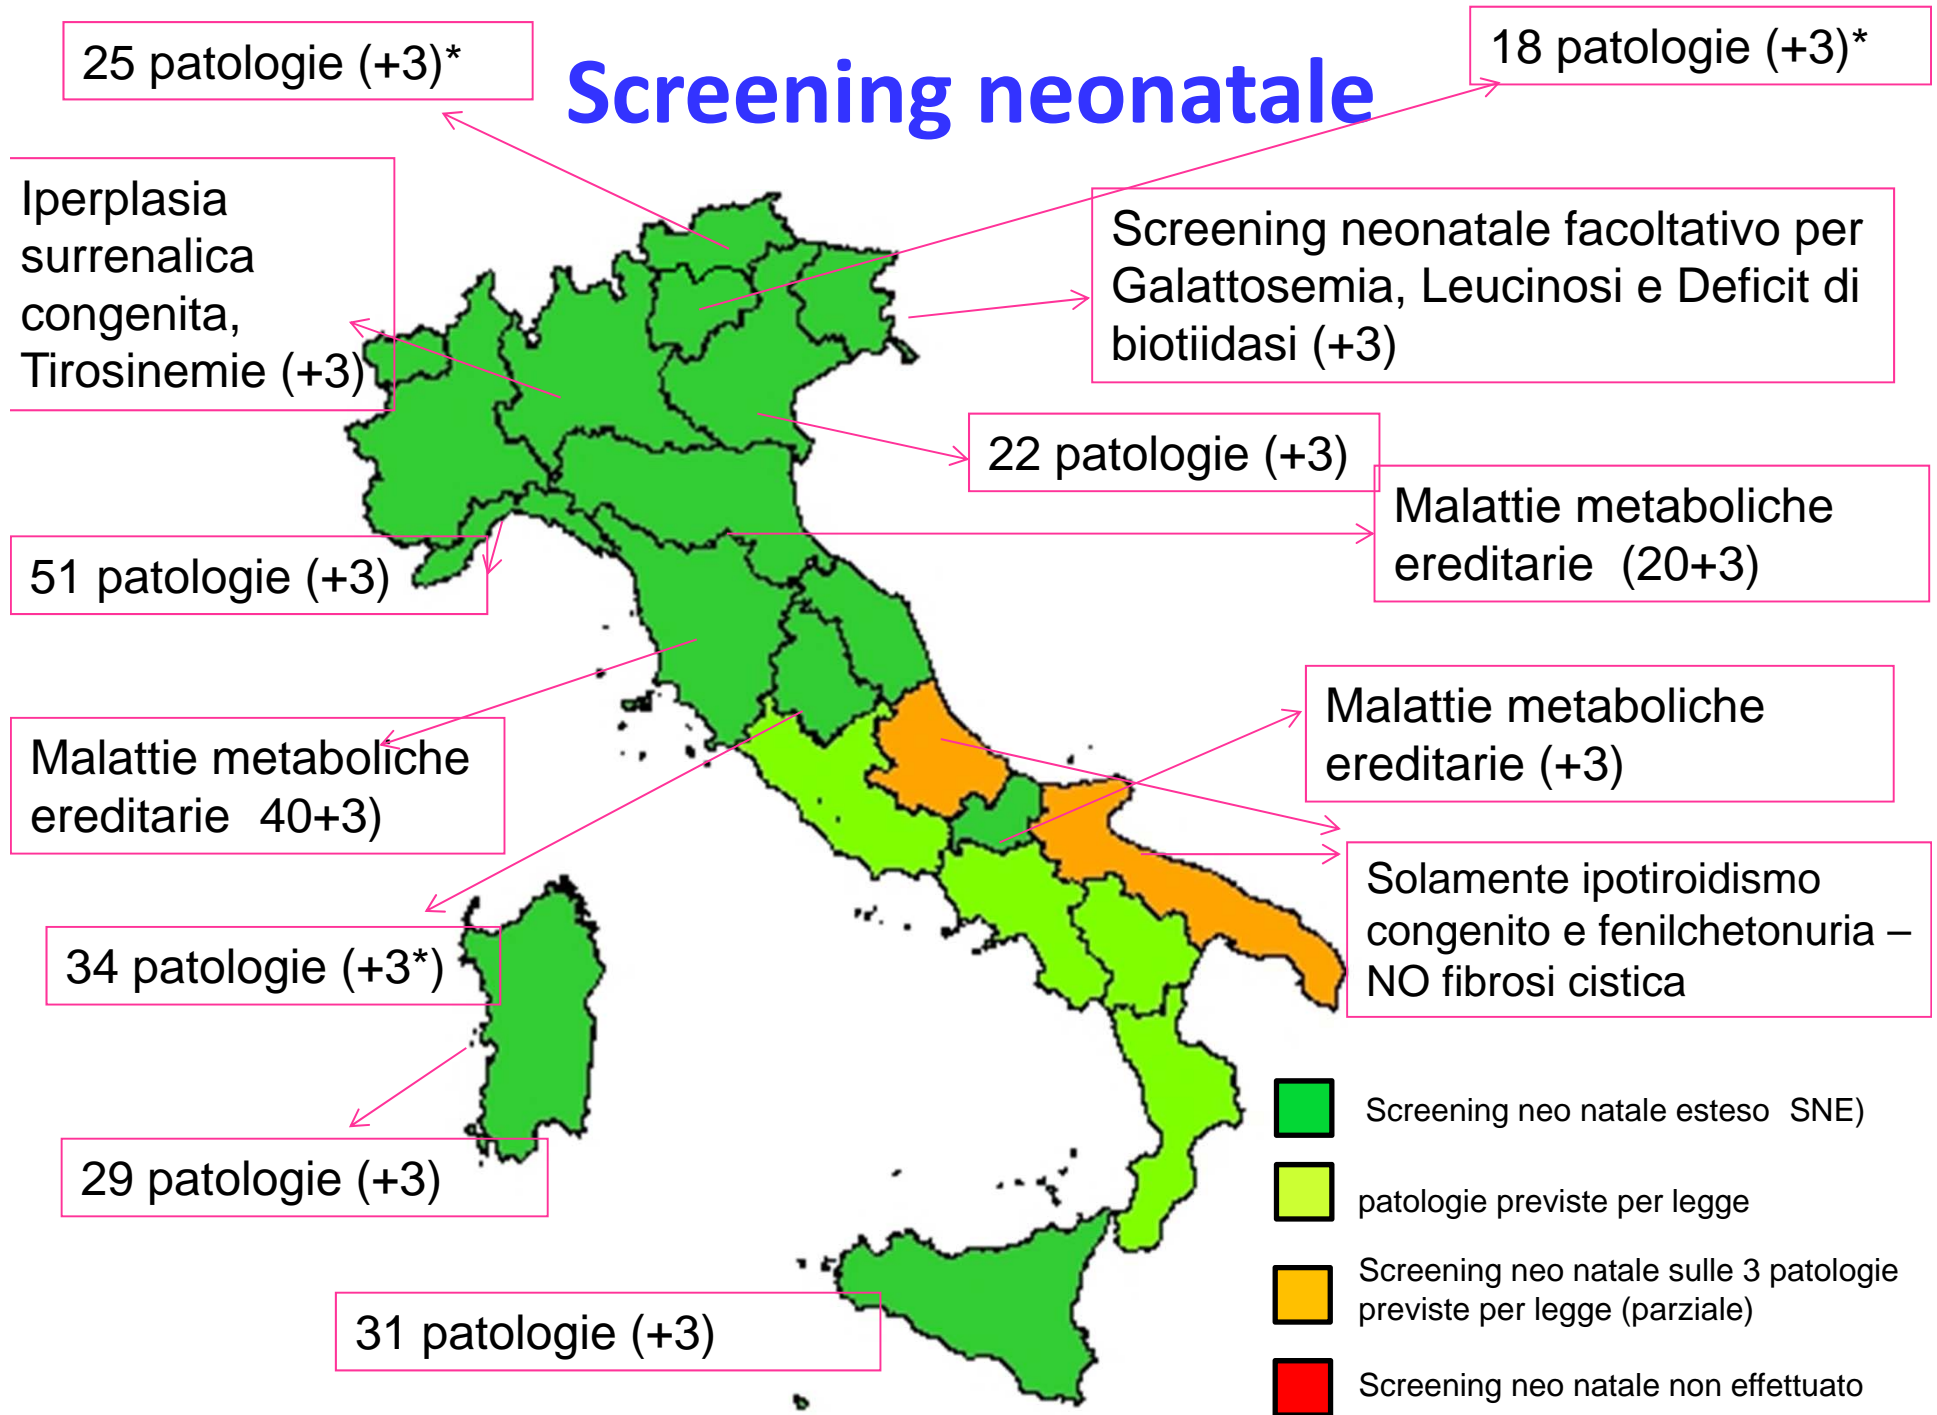 25 patologie (+3)*
18 patologie (+3)*
Screening neonatale
Iperplasia
surrenalica
congenita,
Tirosinemie (+3)
Screening neonatale facoltativo per
Galattosemia, Leucinosi e Deficit di
biotiidasi (+3)
22 patologie (+3)
Malattie metaboliche
ereditarie (20+3)
51 patologie (+3)
Malattie metaboliche
ereditarie (+3)
Malattie metaboliche
ereditarie 40+3)
Solamente ipotiroidismo
congenito e fenilchetonuria –
NO fibrosi cistica
34 patologie (+3*)
29 patologie (+3)
31 patologie (+3)
Screening neo natale esteso SNE)
patologie previste per legge
Screening neo natale sulle 3 patologie
previste per legge (parziale)
Screening neo natale non effettuato